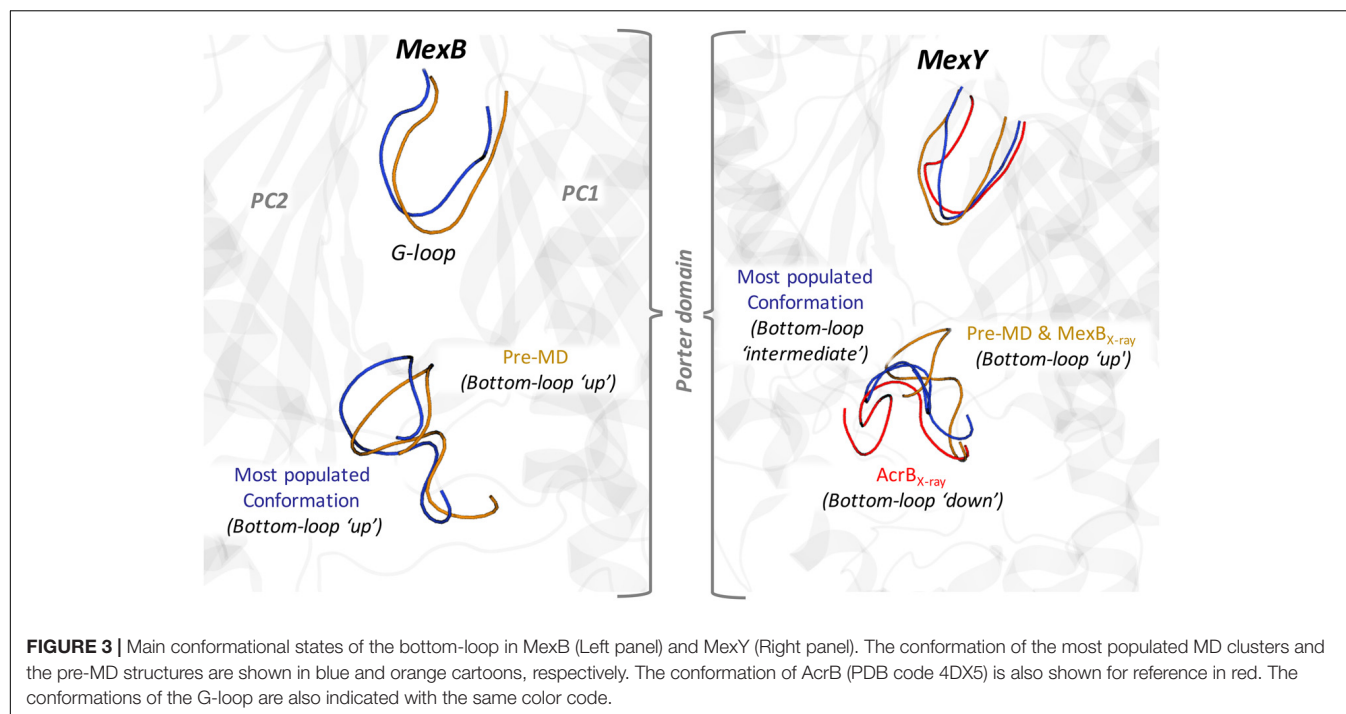 MexB
PC2
PC1
G-loop
Pre-MD
(Bottom-loop ‘up’)
Most populated
Conformation
(Bottom-loop ‘up’)
Porter domain
MexY
Most populated
Conformation
(Bottom-loop
‘intermediate’)
Pre-MD & MexBX-ray
(Bottom-loop ‘up')
AcrBX-ray
(Bottom-loop ‘down’)
FIGURE 3 | Main conformational states of the bottom-loop in MexB (Left panel) and MexY (Right panel). The conformation of the most populated MD clusters and
the pre-MD structures are shown in blue and orange cartoons, respectively. The conformation of AcrB (PDB code 4DX5) is also shown for reference in red. The
conformations of the G-loop are also indicated with the same color code.